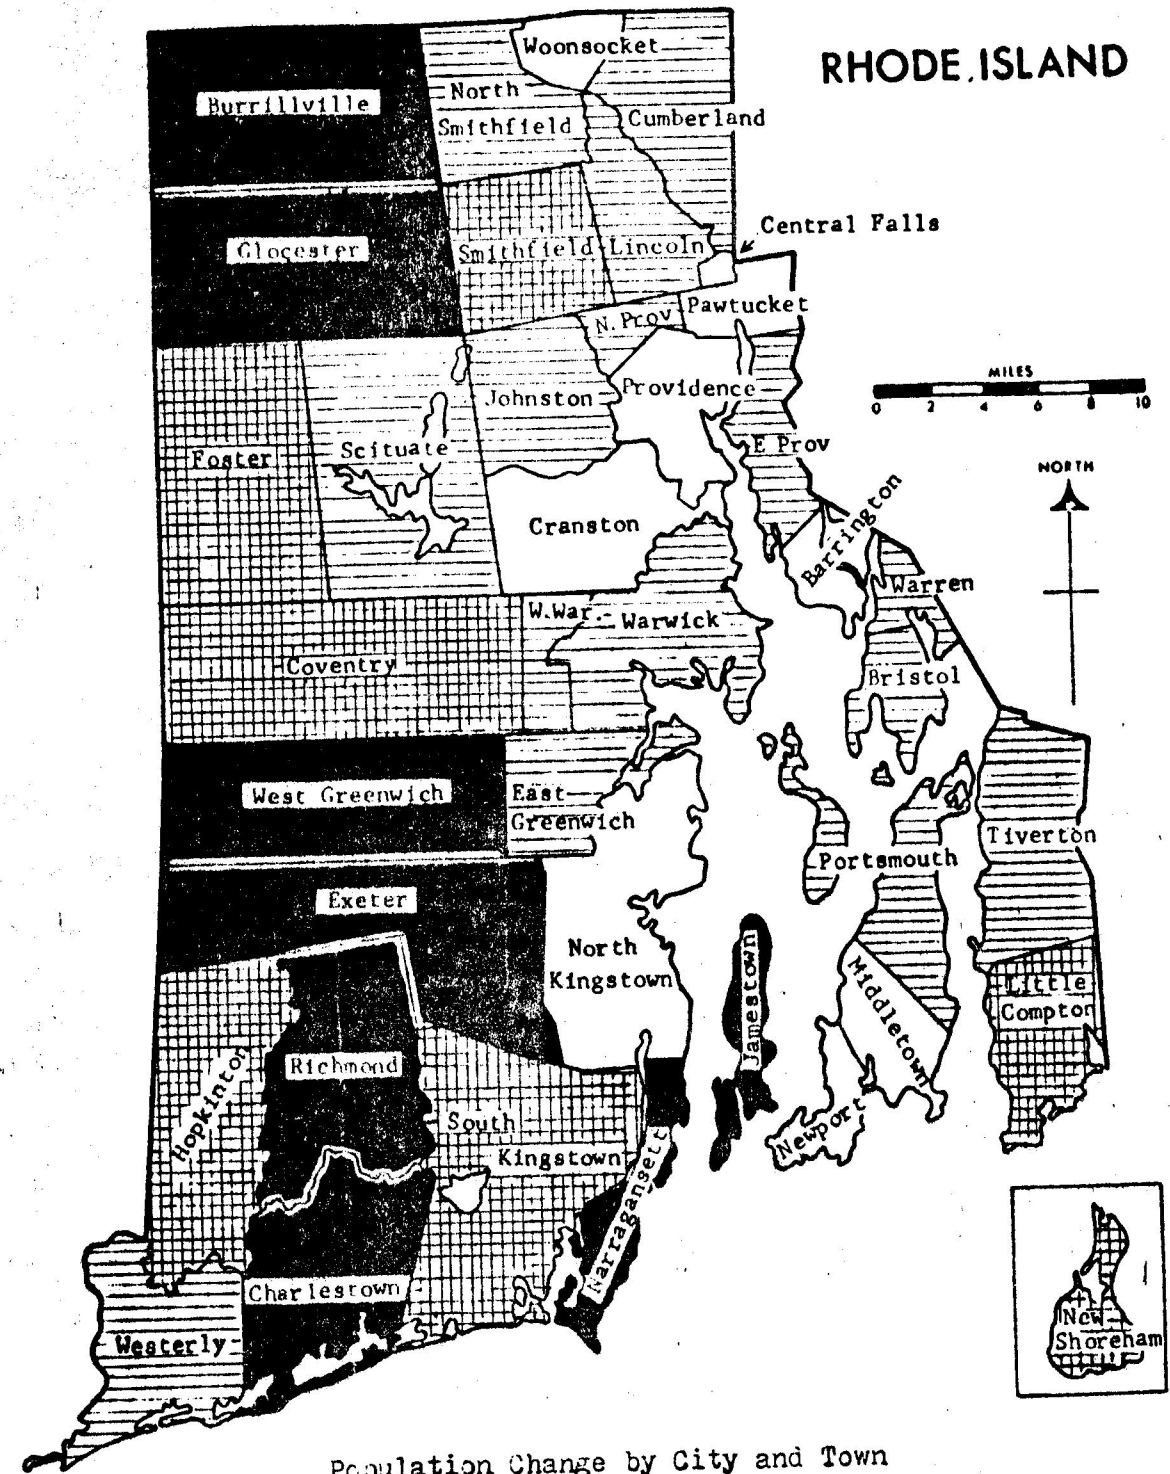 RHODE ISLAND
Woonsocket
Burrillville
North
Smithfield
Cumberland
Central Falls
Glocester
Smithfield
Lincoln
N. Prov
Pawtucket
MILES
0 2 4 6 8 10
Providence
Johnston
E Prov
Scituate
Foster
NORTH
Cranston
Barrington
Warren
W.War.
Warwick
Coventry
Bristol
West Greenwich
East
Greenwich
Tiverton
Portsmouth
Exeter
North
Kingstown
Jamestown
Middletown
Little
Compton
Richmond
Hopkinton
South
Kingstown
Newport
Narragansett
Charlestown
Westerly
New
Shoreham
Population Change by City and Town